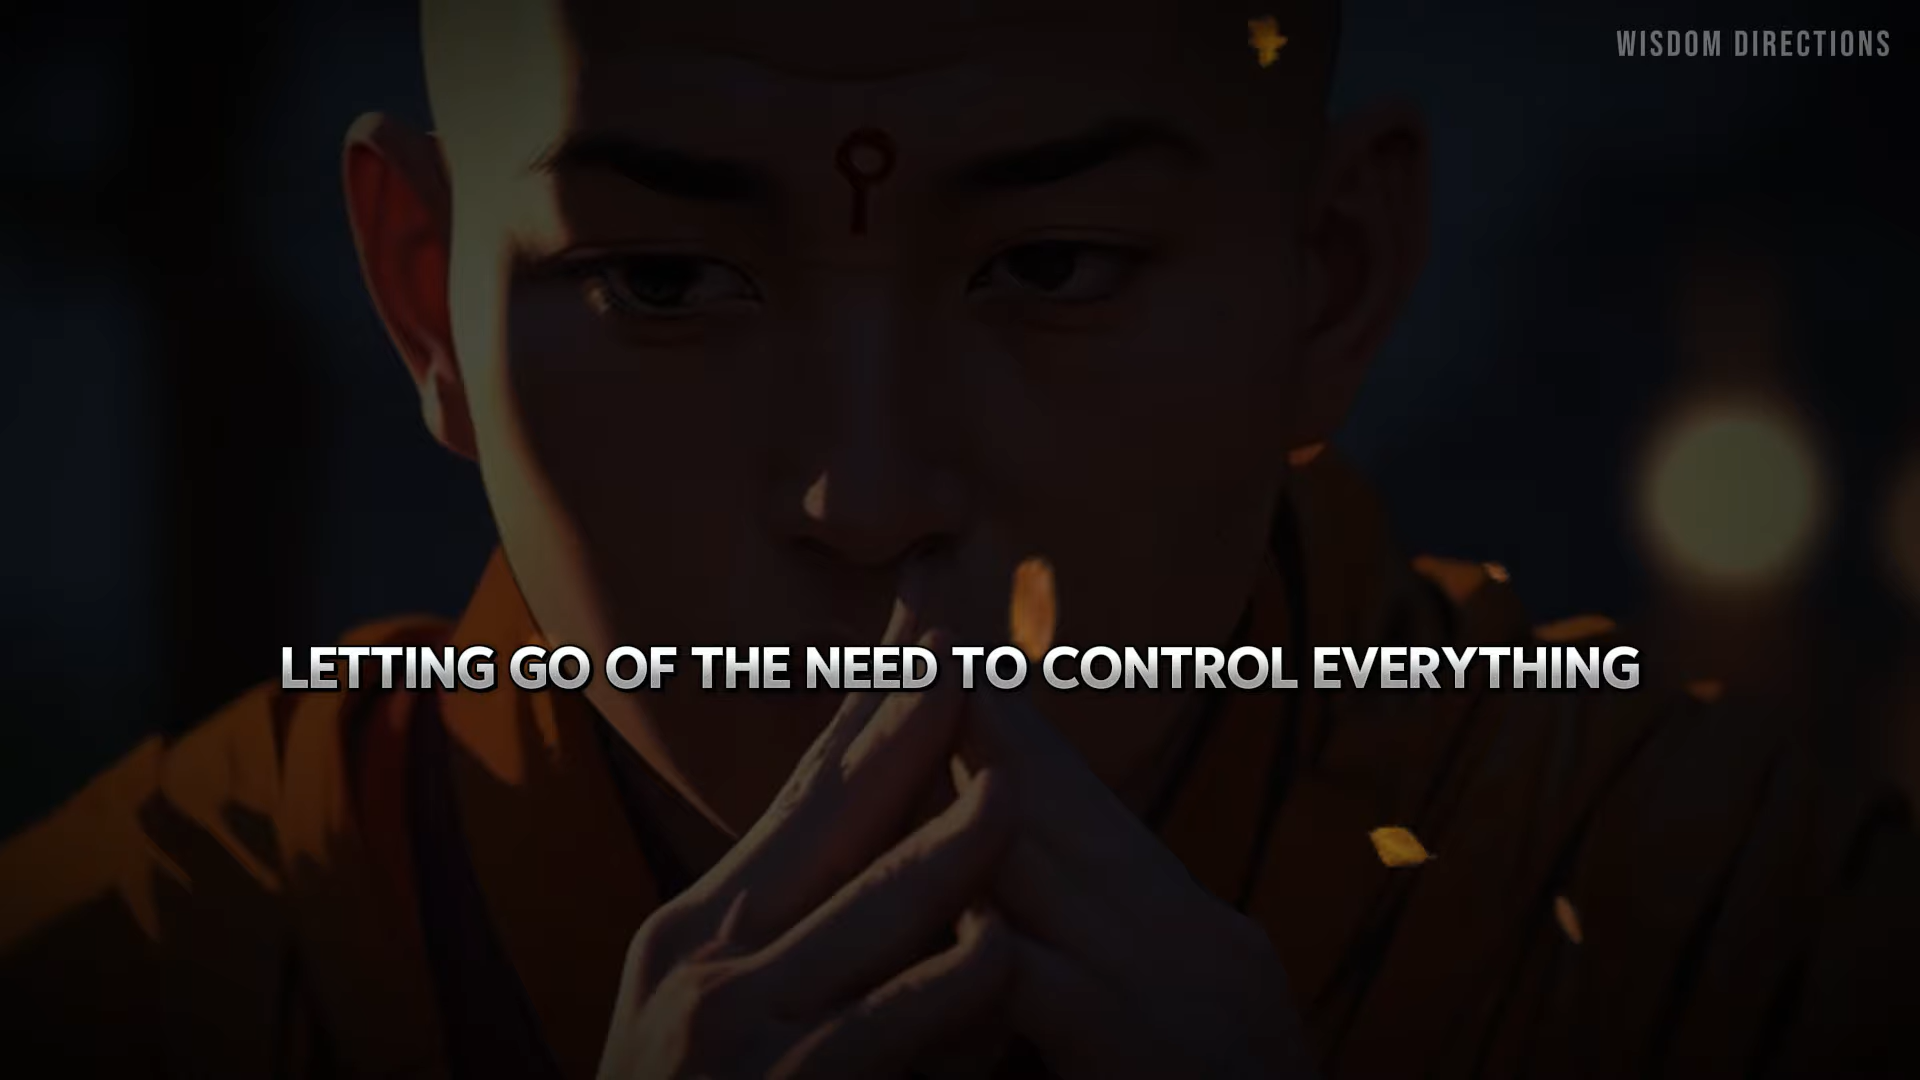 WISDOM DIRECTIONS
LETTING GO OF THE NEED TO CONTROL EVERYTHING